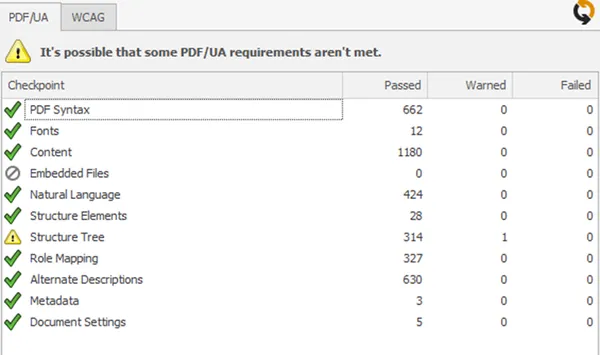 PDF/UA WCAG
It's possible that some PDF/UA requirements aren't met.
Checkpoint Passed Warned Failed
PDF Syntax 662 0 0
Fonts 12 0 0
Content 1180 0 0
Embedded Files 0 0 0
Natural Language 424 0 0
Structure Elements 28 0 0
Structure Tree 314 1 0
Role Mapping 327 0 0
Alternate Descriptions 630 0 0
Metadata 3 0 0
Document Settings 5 0 0